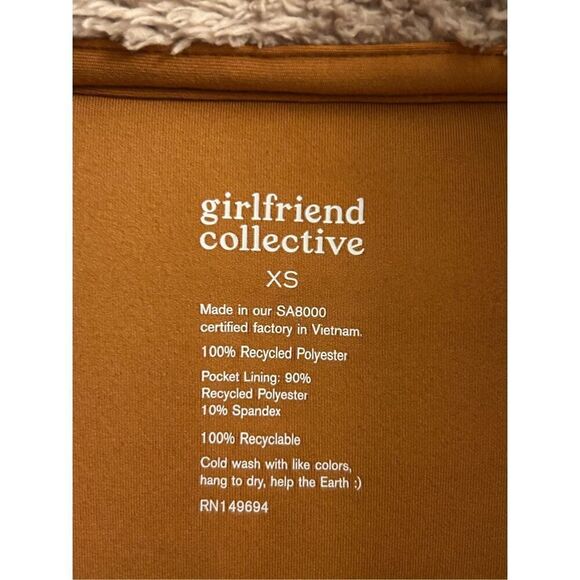 girlfriend
collective
XS
Made in our SA8000
certified factory in Vietnam.
100% Recycled Polyester
Pocket Lining: 90%
Recycled Polyester
10% Spandex
100% Recyclable
Cold wash with like colors,
hang to dry, help the Earth :)
RN149694